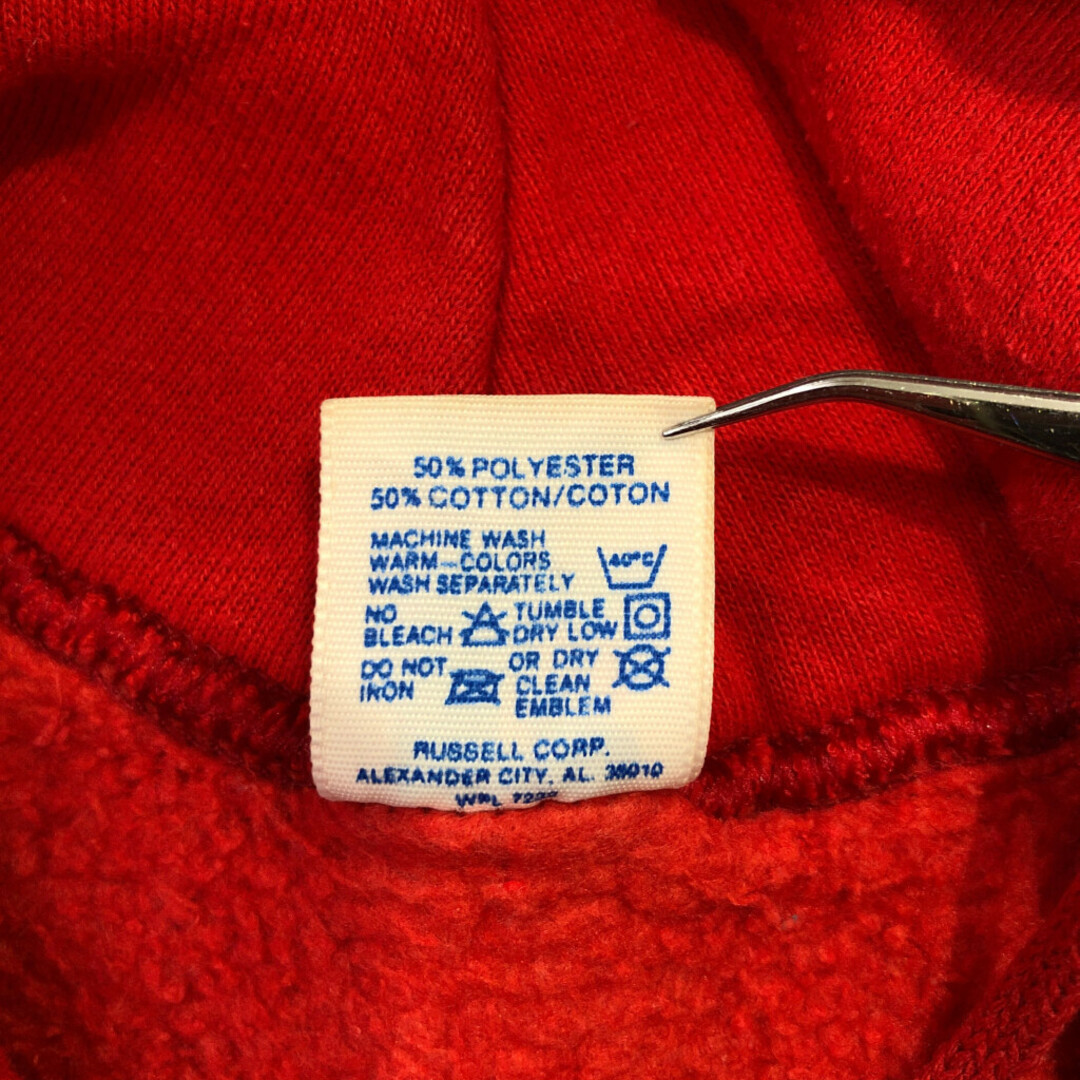 50% POLYESTER
50% COTTON/COTON
MACHINE WASH
WARM-COLORS
WASH SEPARATELY
40°C
NO
BLEACH
TUMBLE
DRY LOW
DO NOT
IRON
OR DRY
CLEAN
EMBLEM
RUSSELL CORP.
ALEXANDER CITY, AL. 35010
WPL